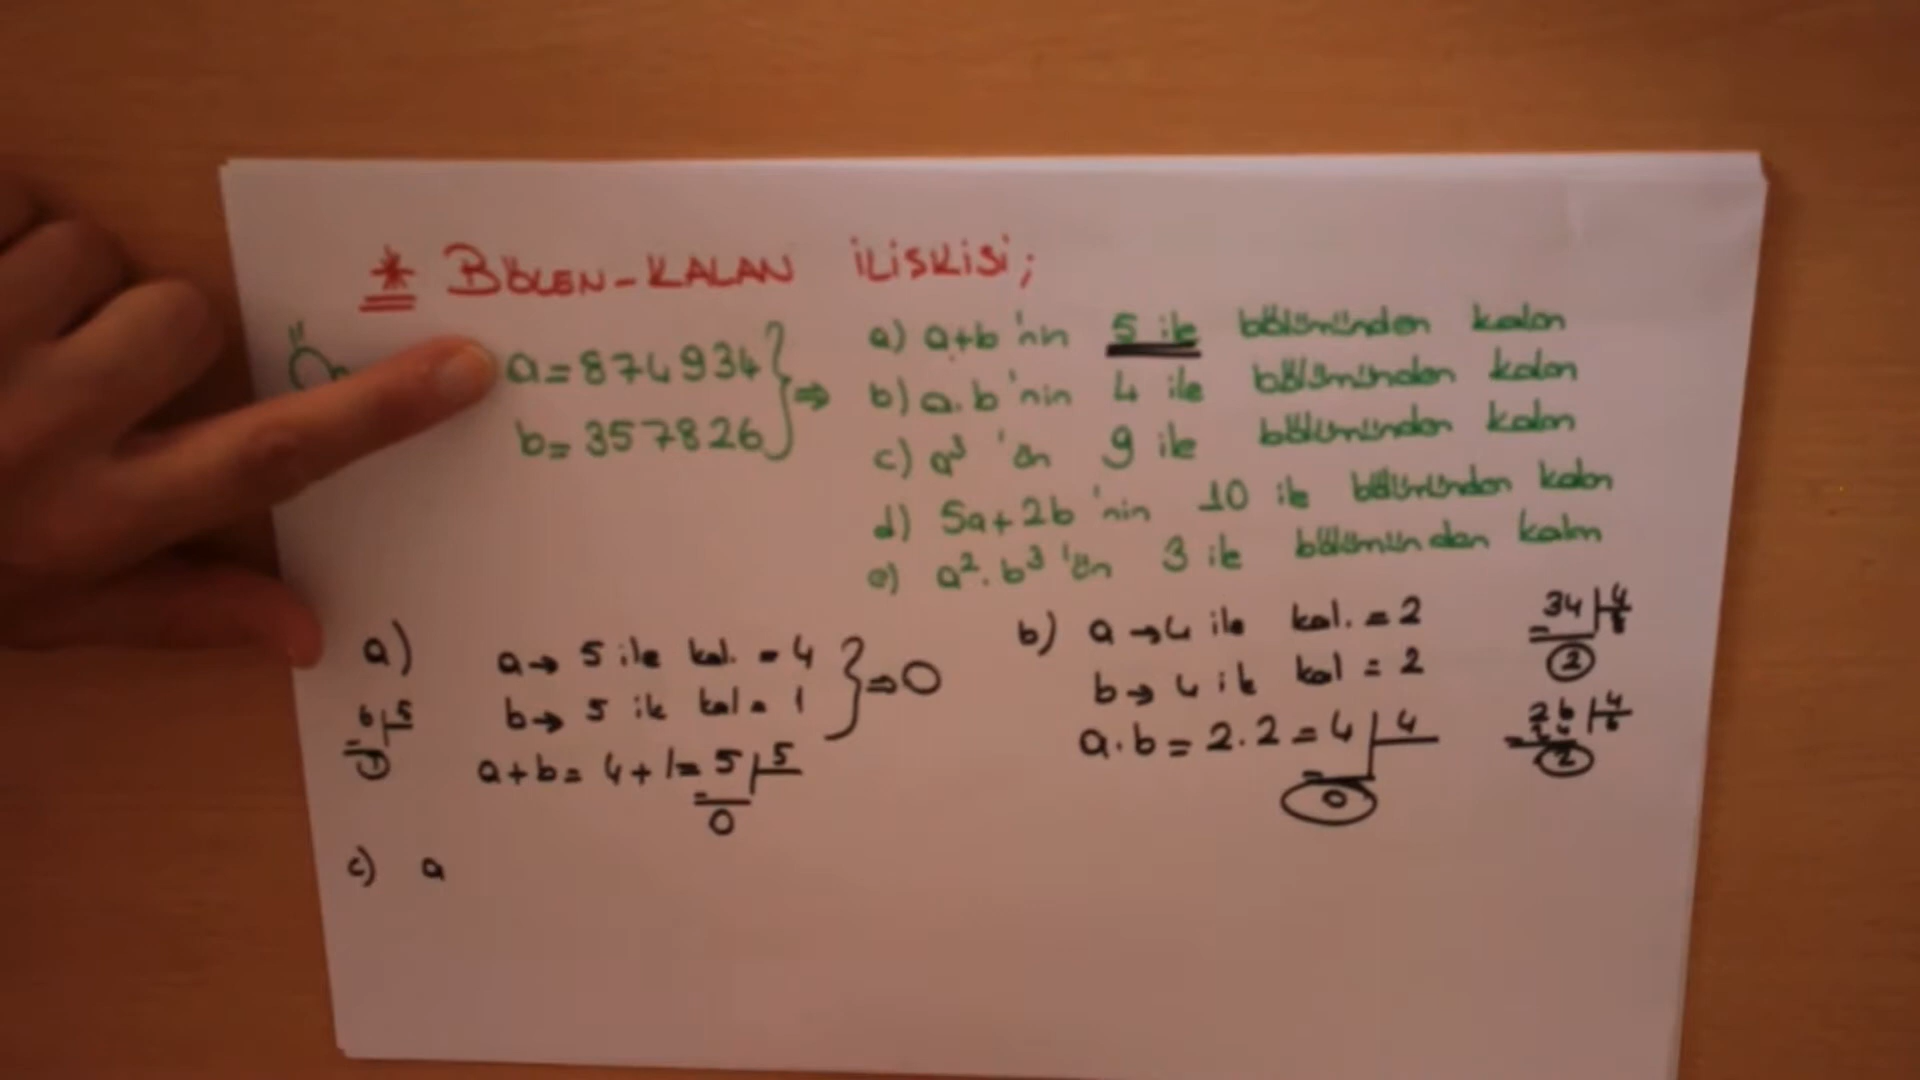 * BÖLEN-KALAN İLİSKİSİ;
Ör
a=874934
b=357826
} ⇒
a) a+b 'nin 5 ile bölümünden kalan
b) a.b 'nin 4 ile bölümünden kalan
c) a³ 'ün 9 ile bölümünden kalan
d) 5a+2b 'nin 10 ile bölümünden kalan
e) a².b³ 'ün 3 ile bölümünden kalan
a) a→ 5 ile kal. = 4
b→ 5 ile kal = 1
} ⇒ 0
6 | 5
1
a+b = 4+1= 5 | 5
0
b) a →4 ile kal. = 2
b→ 4 ile kal = 2
a.b = 2.2 = 4 | 4
0
34 | 4
2
26 | 4
2
c) a